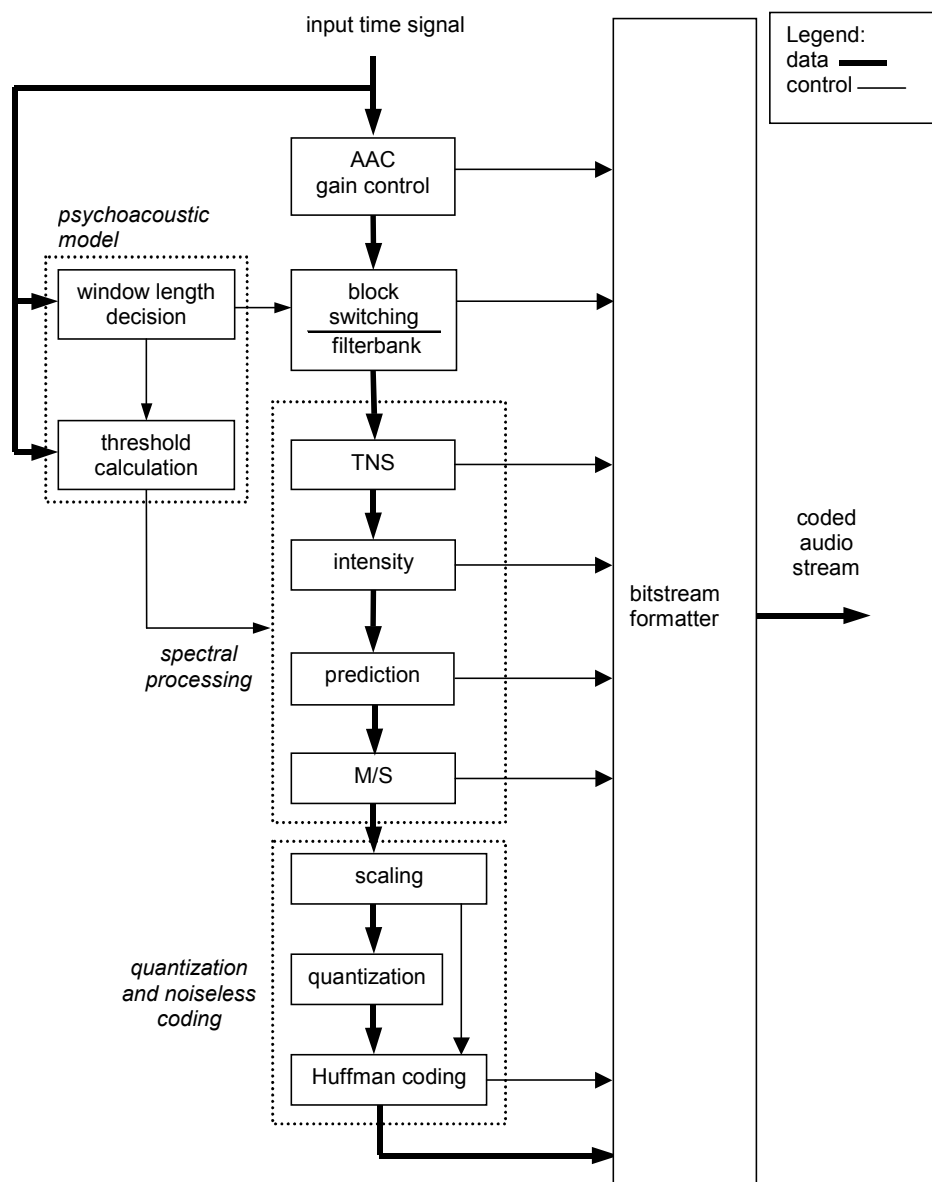 input time signal
Legend:
data
control
AAC
gain control
psychoacoustic
model
window length
decision
block
switching
filterbank
threshold
calculation
TNS
intensity
bitstream
formatter
coded
audio
stream
spectral
processing
prediction
M/S
scaling
quantization
and noiseless
coding
quantization
Huffman coding